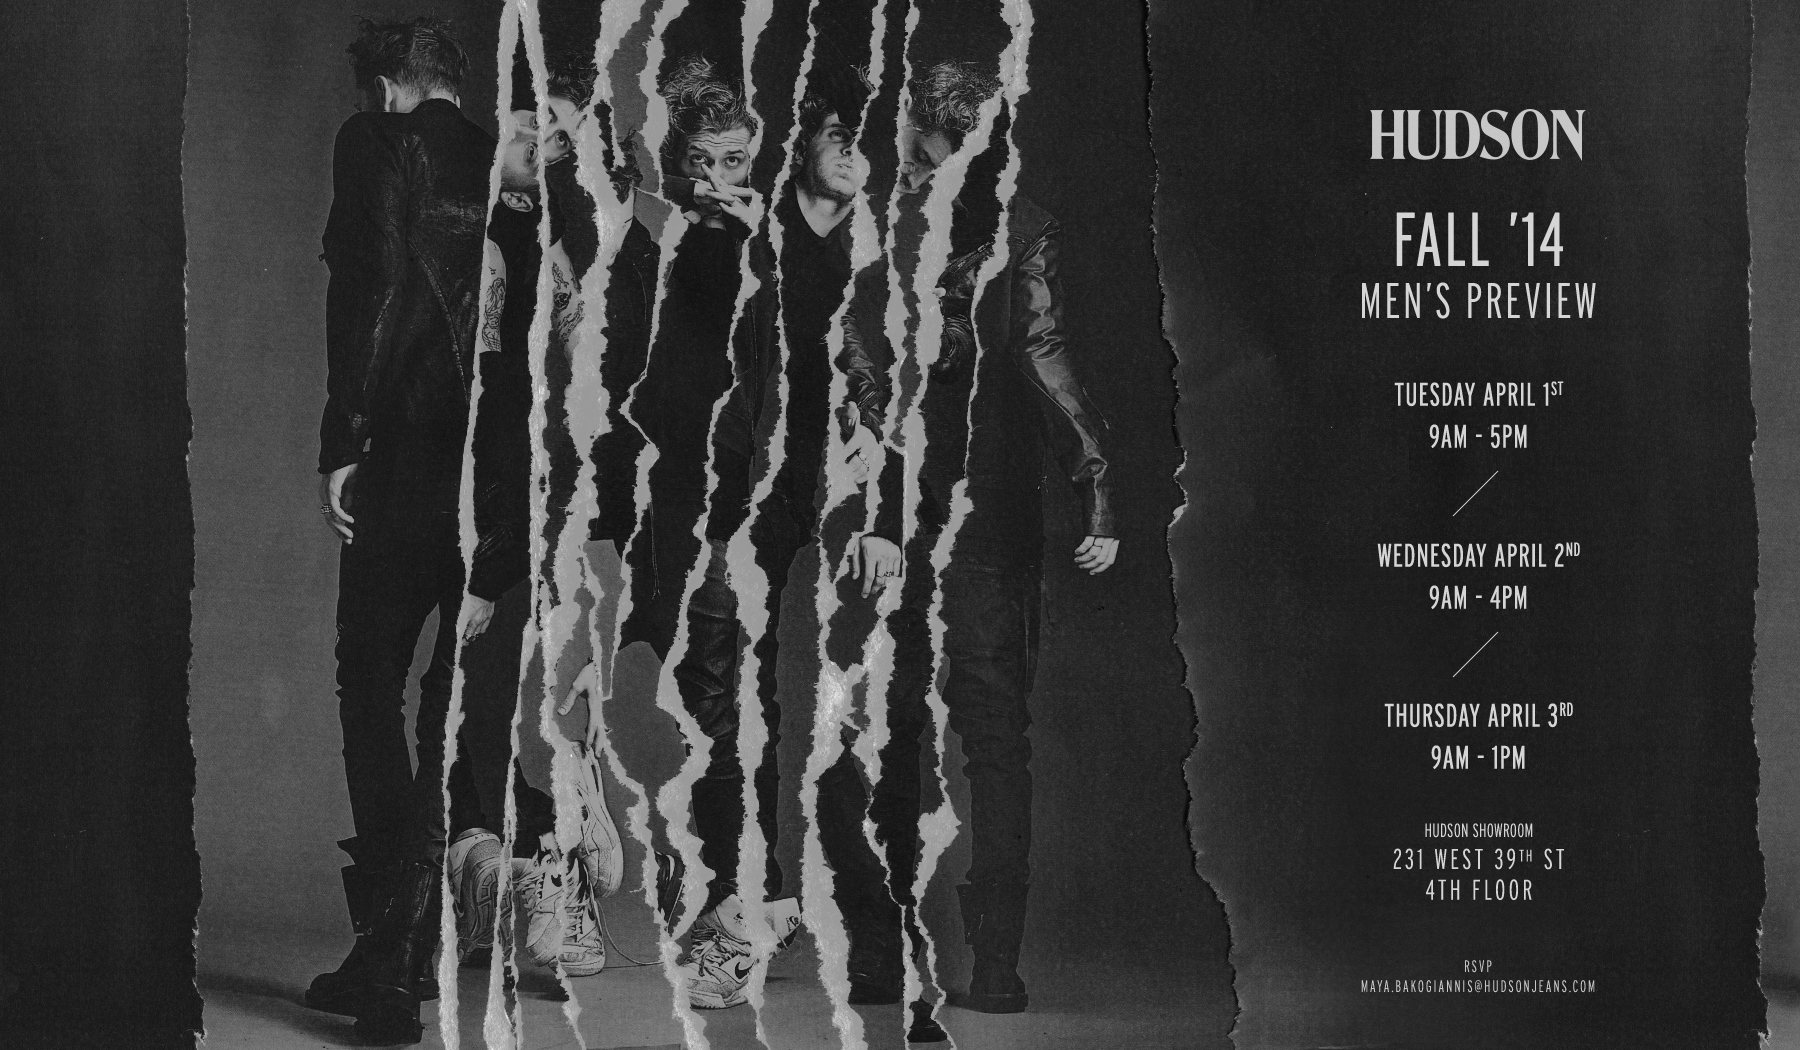 HUDSON
FALL '14
MEN'S PREVIEW
TUESDAY APRIL 1ST
9AM - 5PM
WEDNESDAY APRIL 2ND
9AM - 4PM
THURSDAY APRIL 3RD
9AM - 1PM
HUDSON SHOWROOM
231 WEST 39TH ST
4TH FLOOR
RSVP
MAYA.BAKOGIANNIS@HUDSONJEANS.COM